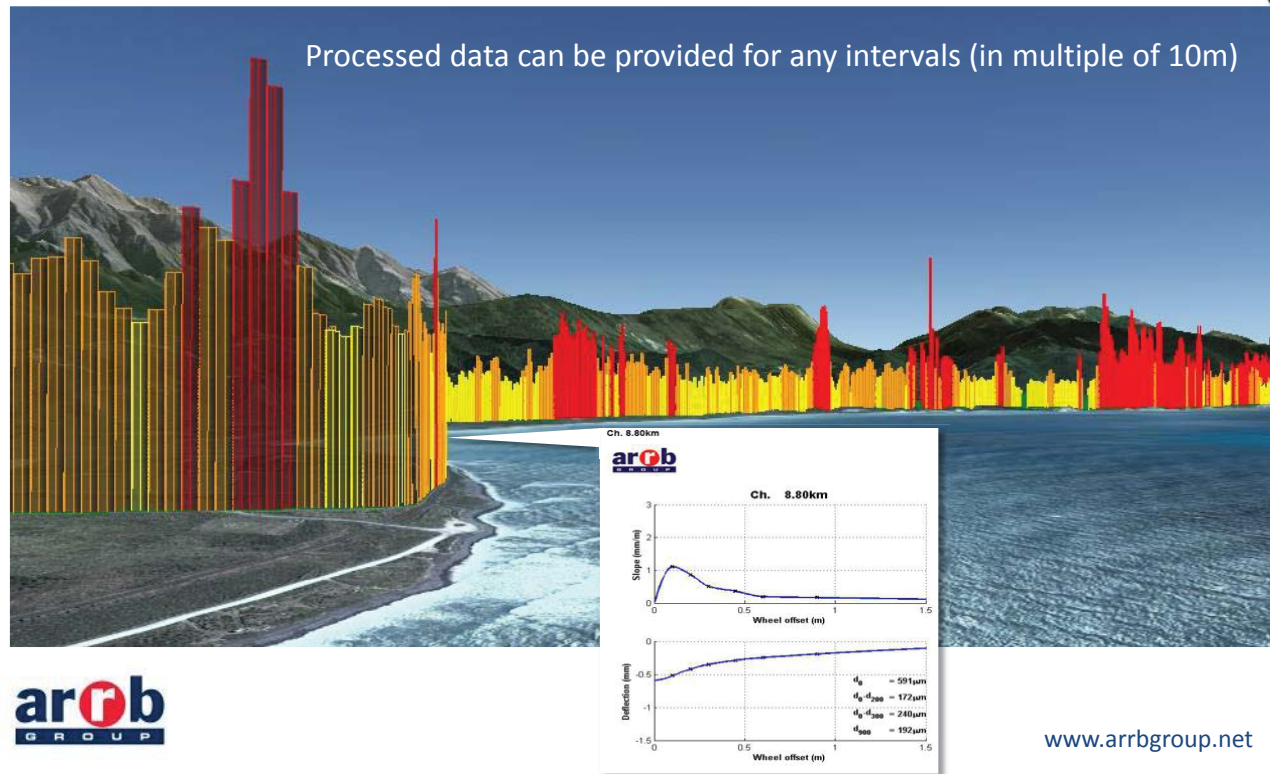 Processed data can be provided for any intervals (in multiple of 10m)
Ch. 8.80km
arrb
GROUP
Ch. 8.80km
3
2
1
0
Slope (mm/m)
0 0.5 1 1.5
Wheel offset (m)
0
-0.5
-1
-1.5
Deflection (mm)
d0 = 591µm
d0-d200 = 172µm
d0-d300 = 240µm
d900 = 192µm
0 0.5 1 1.5
Wheel offset (m)
arrb
GROUP
www.arrbgroup.net